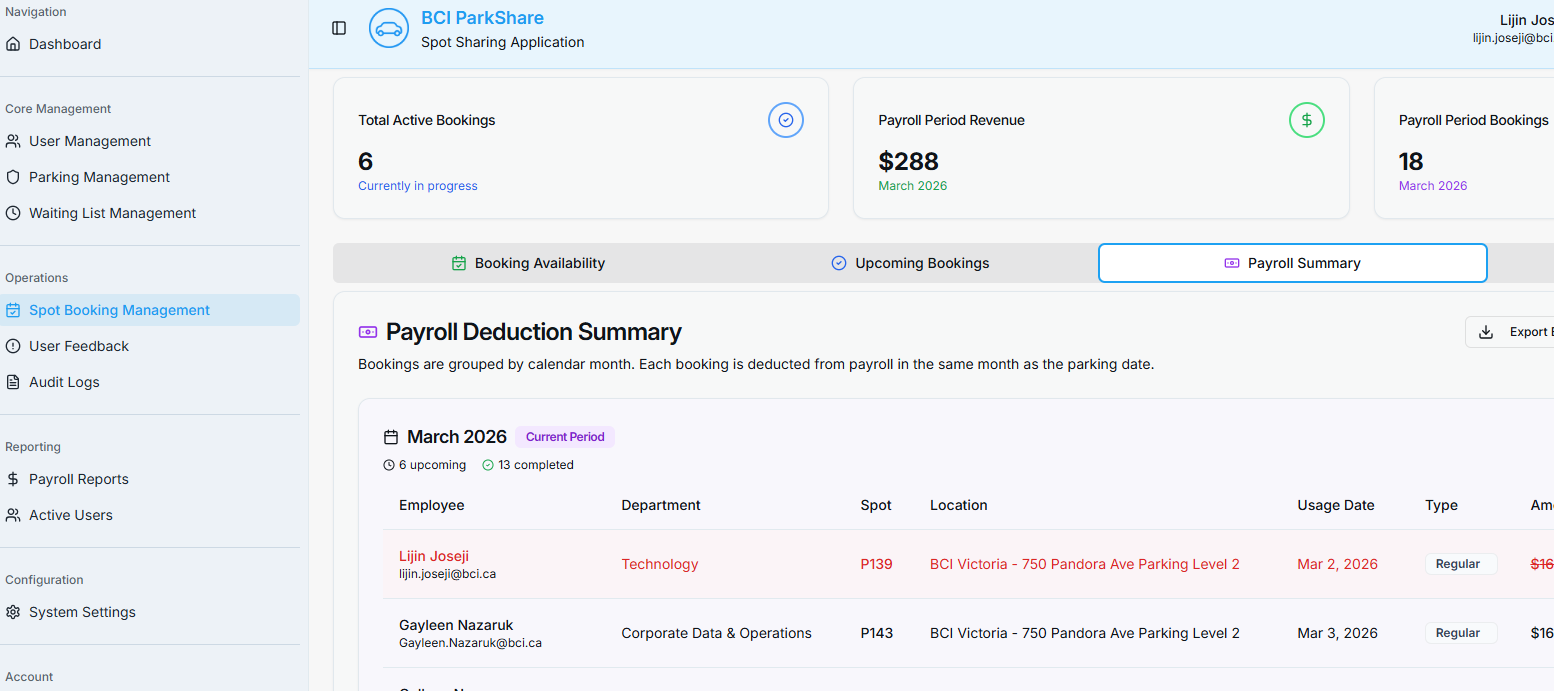 Navigation
Dashboard
Core Management
User Management
Parking Management
Waiting List Management
Operations
Spot Booking Management
User Feedback
Audit Logs
Reporting
Payroll Reports
Active Users
Configuration
System Settings
Account
BCI ParkShare
Spot Sharing Application
Lijin Jos
lijin.joseji@bci
Total Active Bookings
6
Currently in progress
Payroll Period Revenue
$288
March 2026
Payroll Period Bookings
18
March 2026
Booking Availability
Upcoming Bookings
Payroll Summary
Payroll Deduction Summary
Export
Bookings are grouped by calendar month. Each booking is deducted from payroll in the same month as the parking date.
March 2026 Current Period
6 upcoming 13 completed
Employee Department Spot Location Usage Date Type Am
Lijin Joseji
lijin.joseji@bci.ca
Technology P139 BCI Victoria - 750 Pandora Ave Parking Level 2 Mar 2, 2026 Regular $16
Gayleen Nazaruk
Gayleen.Nazaruk@bci.ca
Corporate Data & Operations P143 BCI Victoria - 750 Pandora Ave Parking Level 2 Mar 3, 2026 Regular $16